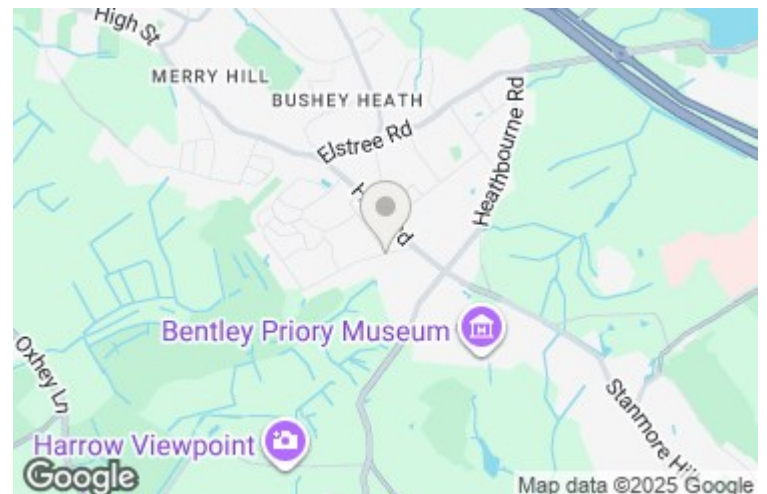 High St
MERRY HILL
BUSHEY HEATH
Elstree Rd
Heathbourne Rd
Bentley Priory Museum
Oxhey Ln
Stanmore Hill
Harrow Viewpoint
Google
Map data ©2025 Google